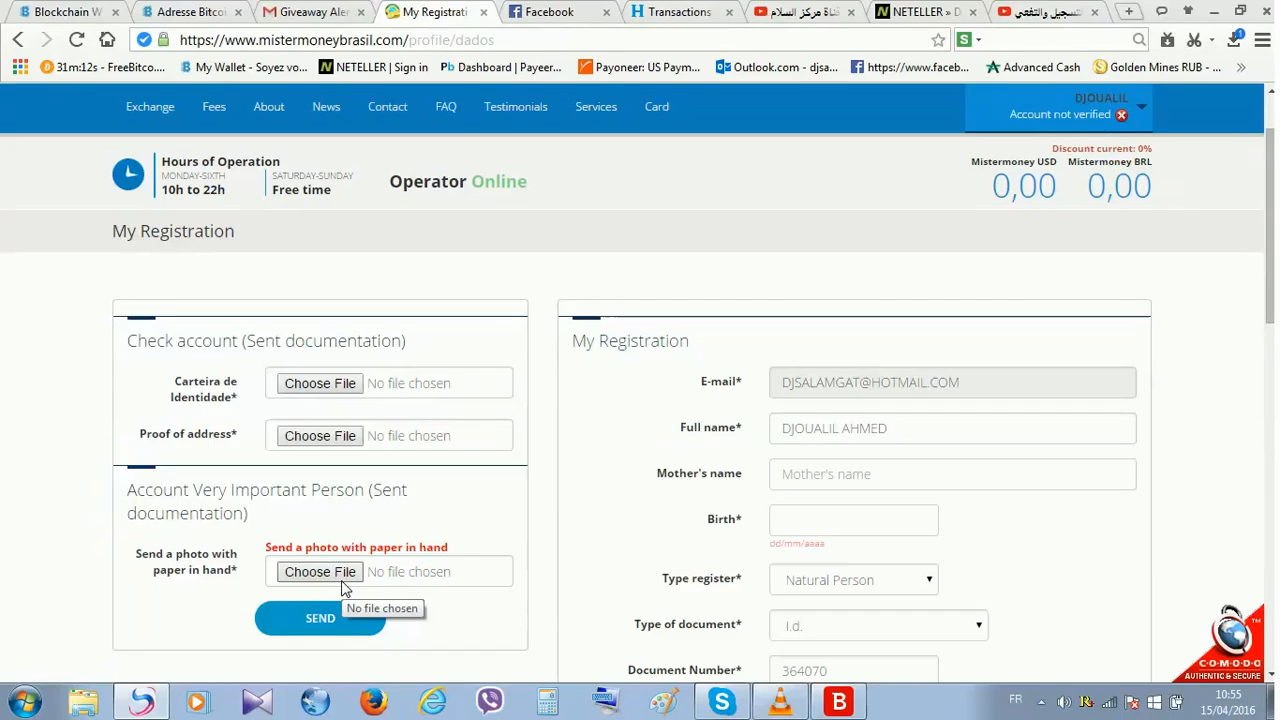 Blockchain W
Adresse Bitco
Giveaway Aler
My Registrati
Facebook
Transactions
قناة مركز السلام
NETELLER » D
التسجيل والتفعي
https://www.mistermoneybrasil.com/profile/dados
S
31m:12s - FreeBitco...
My Wallet - Soyez vo...
NETELLER | Sign in
Pb Dashboard | Payeer...
Payoneer: US Paym...
Outlook.com - djsa...
https://www.faceb...
Advanced Cash
Golden Mines RUB - ...
Exchange
Fees
About
News
Contact
FAQ
Testimonials
Services
Card
DJOUALIL
Account not verified
Hours of Operation
MONDAY-SIXTH
10h to 22h
SATURDAY-SUNDAY
Free time
Operator Online
Discount current: 0%
Mistermoney USD
Mistermoney BRL
0,00
0,00
My Registration
Check account (Sent documentation)
Carteira de
Identidade*
Choose File No file chosen
Proof of address*
Choose File No file chosen
Account Very Important Person (Sent
documentation)
Send a photo with
paper in hand*
Send a photo with paper in hand
Choose File No file chosen
No file chosen
SEND
My Registration
E-mail*
DJSALAMGAT@HOTMAIL.COM
Full name*
DJOUALIL AHMED
Mother's name
Mother's name
Birth*
dd/mm/aaaa
Type register*
Natural Person
Type of document*
I.d.
Document Number*
364070
COMODO
AUTHENTIC & SECURE
FR
10:55
15/04/2016